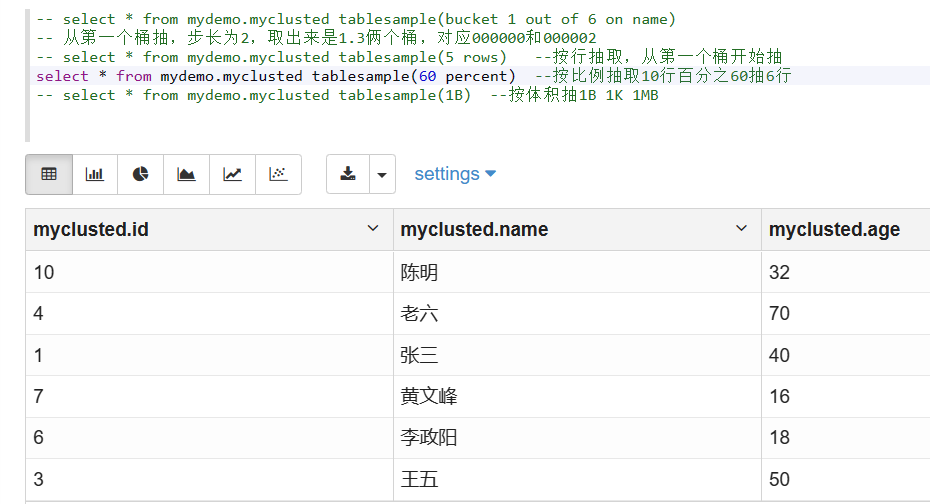 -- select * from mydemo.myclusted tablesample(bucket 1 out of 6 on name)
-- 从第一个桶抽，步长为2，取出来是1.3两个桶，对应000000和000002
-- select * from mydemo.myclusted tablesample(5 rows)   --按行抽取，从第一个桶开始抽
select * from mydemo.myclusted tablesample(60 percent)  --按比例抽取10行百分之60抽6行
-- select * from mydemo.myclusted tablesample(1B)  --按体积抽1B 1K 1MB
settings
myclusted.id myclusted.name myclusted.age
10 陈明 32
4 老六 70
1 张三 40
7 黄文峰 16
6 李政阳 18
3 王五 50